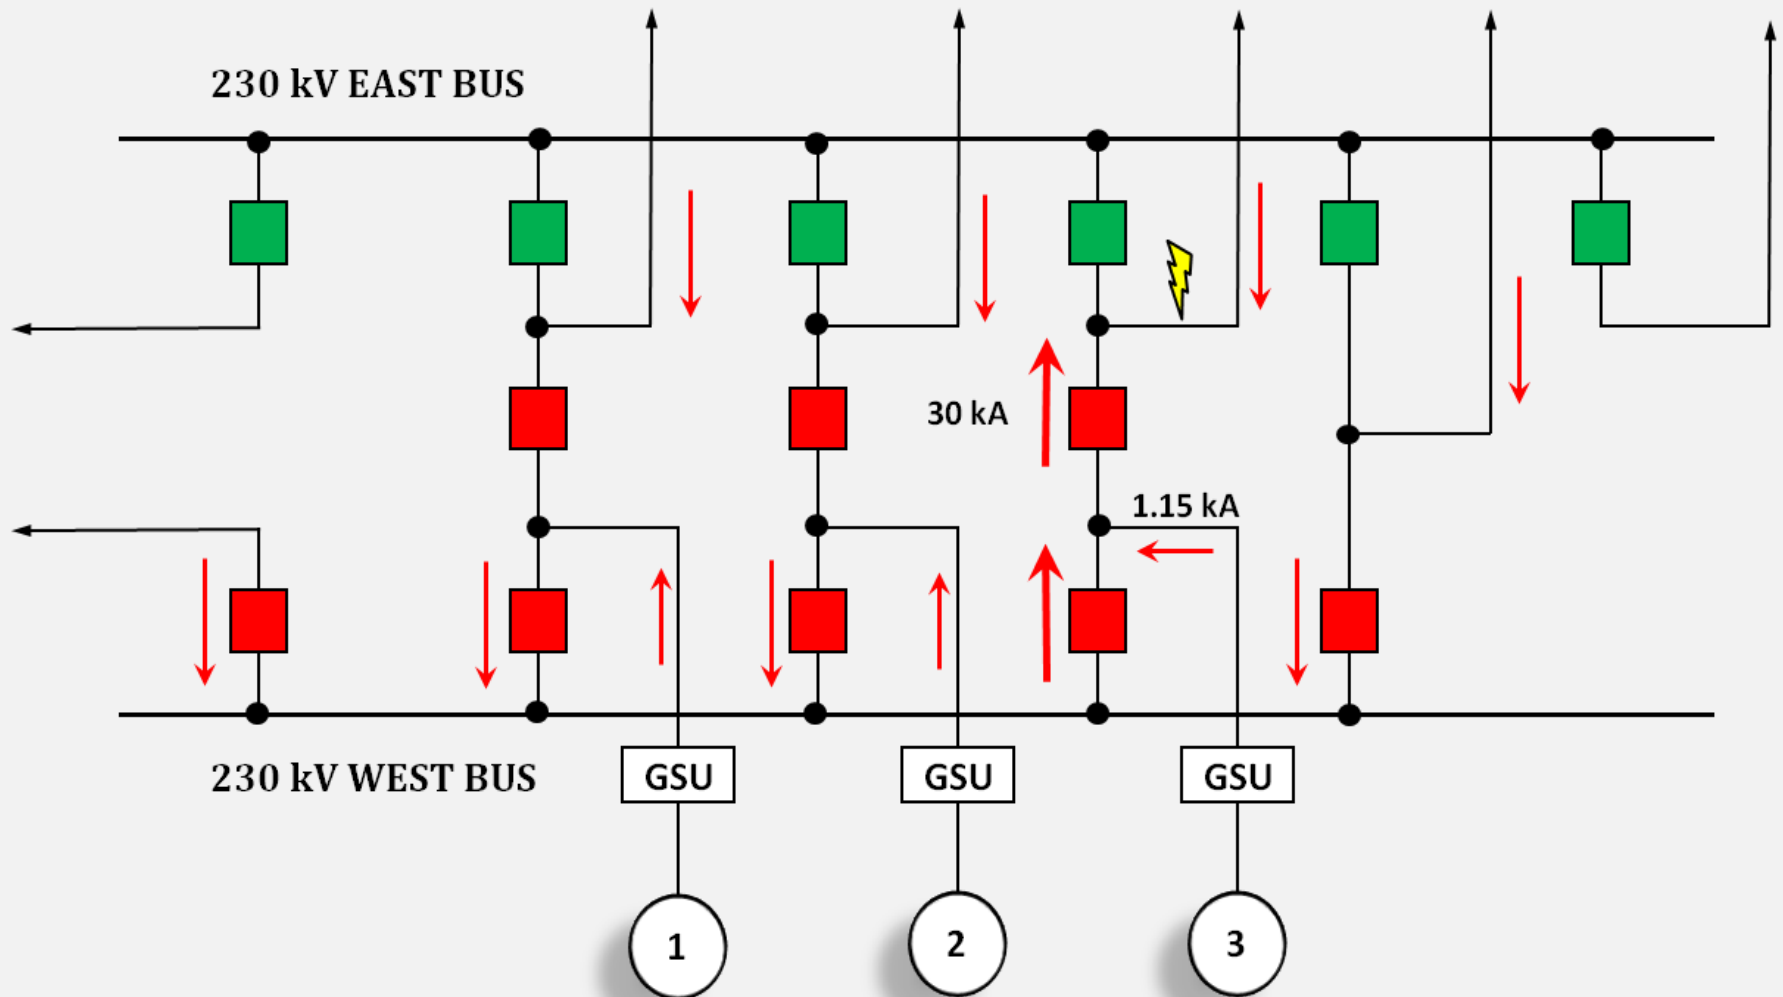 230 kV EAST BUS
30 kA
1.15 kA
230 kV WEST BUS
GSU
GSU
GSU
1
2
3